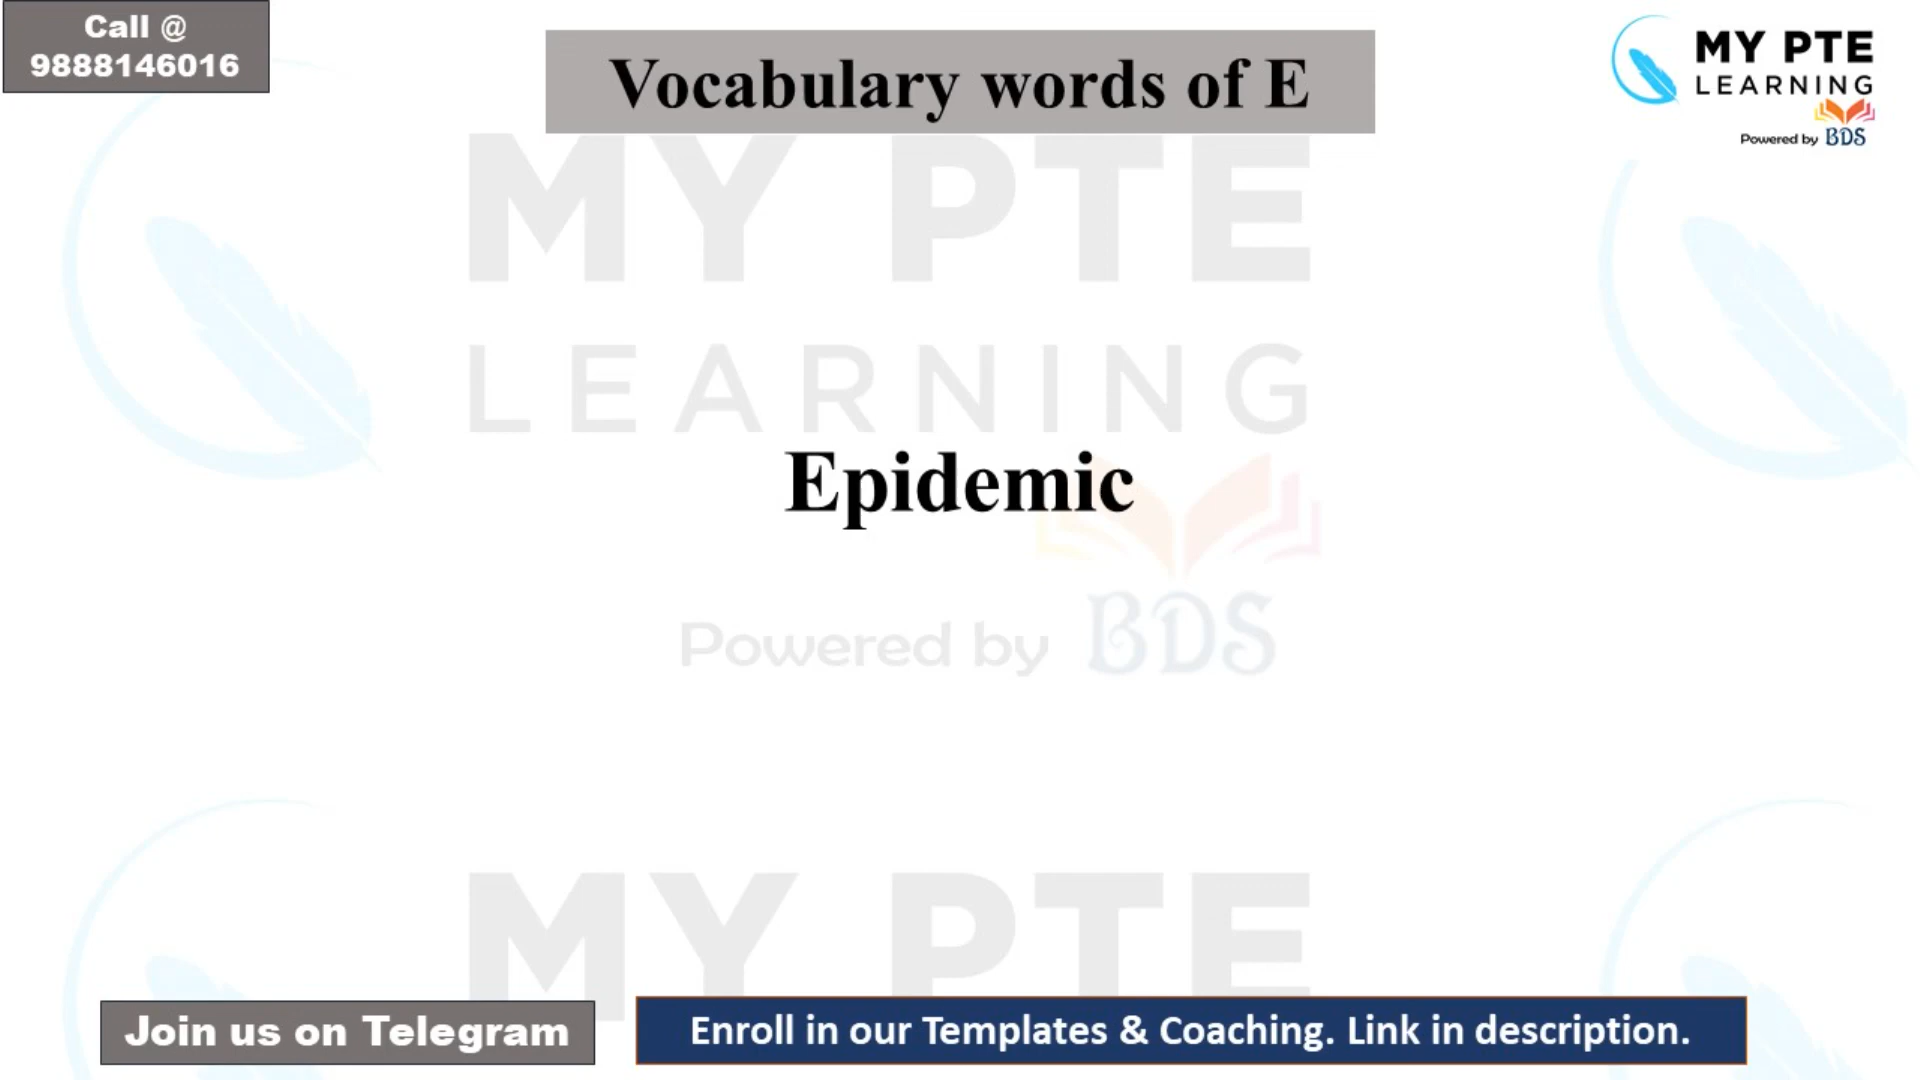 Call @
9888146016
Vocabulary words of E
MY PTE
LEARNING
Powered by BDS
MY PTE
LEARNING
Epidemic
Powered by BDS
MY PTE
Join us on Telegram
Enroll in our Templates & Coaching. Link in description.